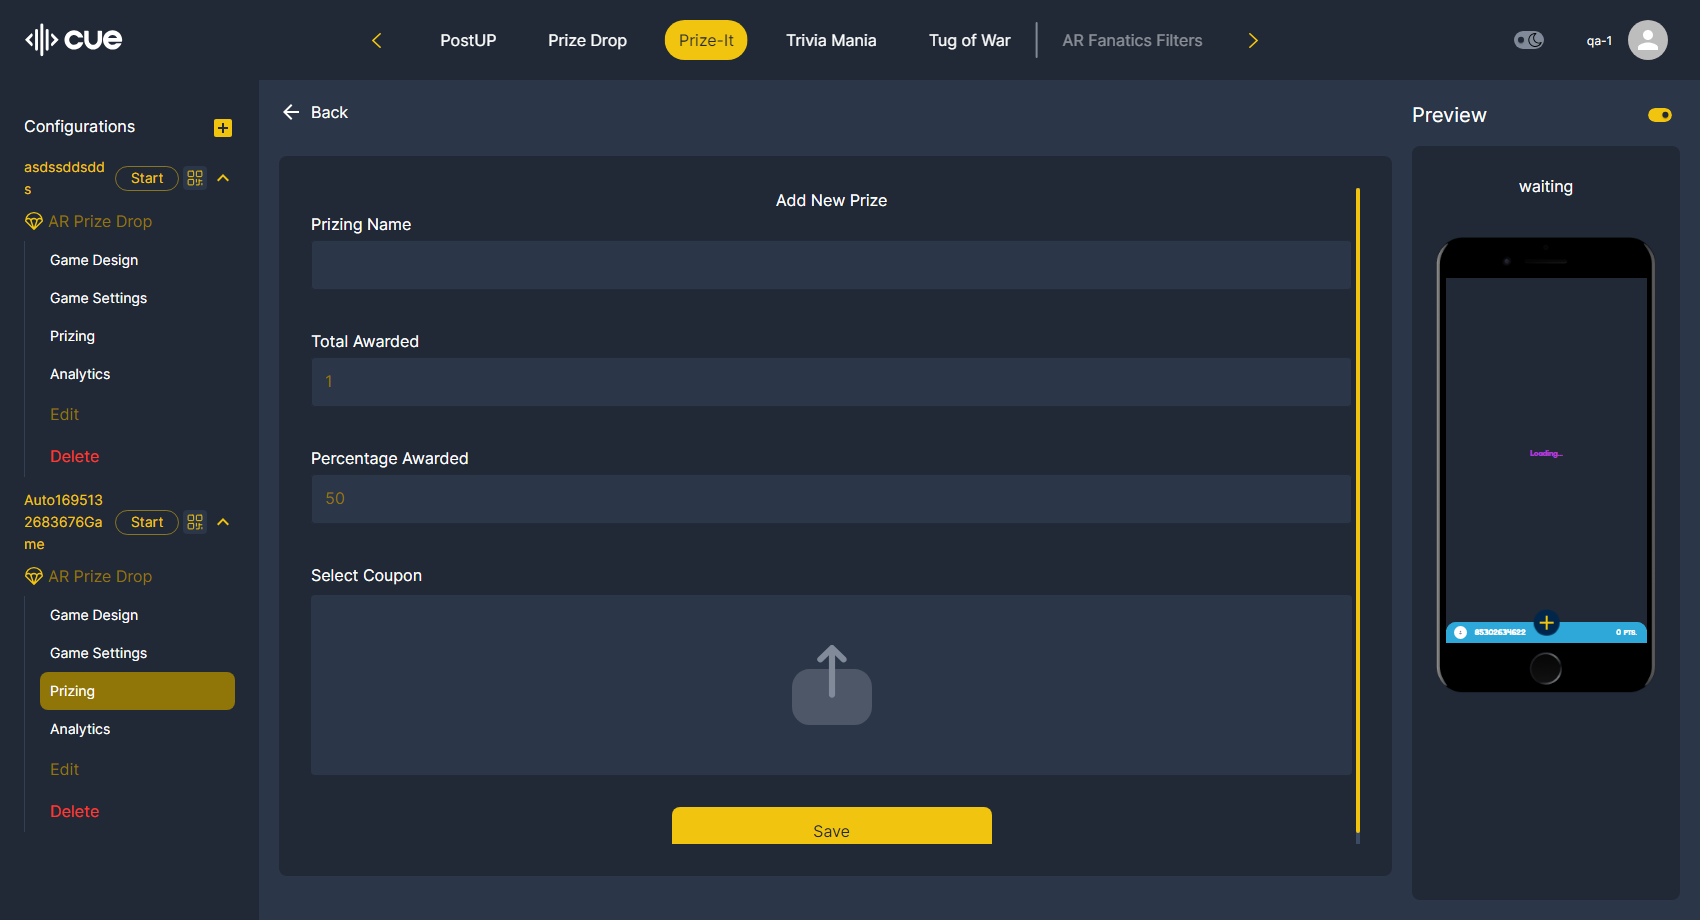 cue
PostUP
Prize Drop
Prize-It
Trivia Mania
Tug of War
AR Fanatics Filters
qa-1
Configurations
asdssddsdd
s
Start
AR Prize Drop
Game Design
Game Settings
Prizing
Analytics
Edit
Delete
Auto169513
2683676Ga
me
Start
AR Prize Drop
Game Design
Game Settings
Prizing
Analytics
Edit
Delete
Back
Add New Prize
Prizing Name
Total Awarded
1
Percentage Awarded
50
Select Coupon
Save
Preview
waiting
Loading...
85302634622
0 PTS.